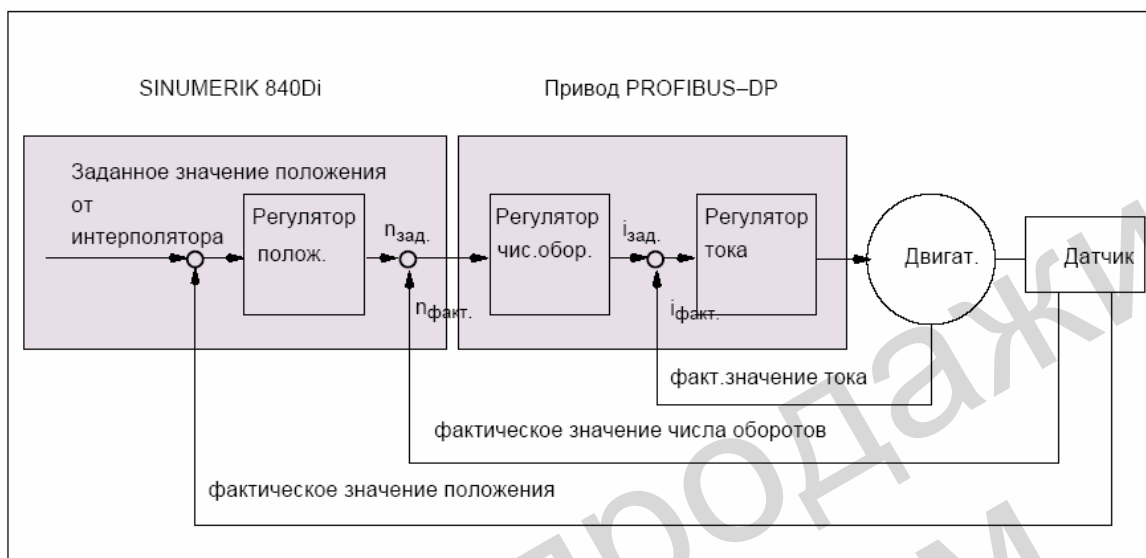 SINUMERIK 840Di
Привод PROFIBUS–DP
Заданное значение положения
от
интерполятора
Регулятор
полож.
nзад.
nфакт.
Регулятор
чис.обор.
iзад.
iфакт.
Регулятор
тока
Двигат.
Датчик
факт.значение тока
фактическое значение числа оборотов
фактическое значение положения
продажи